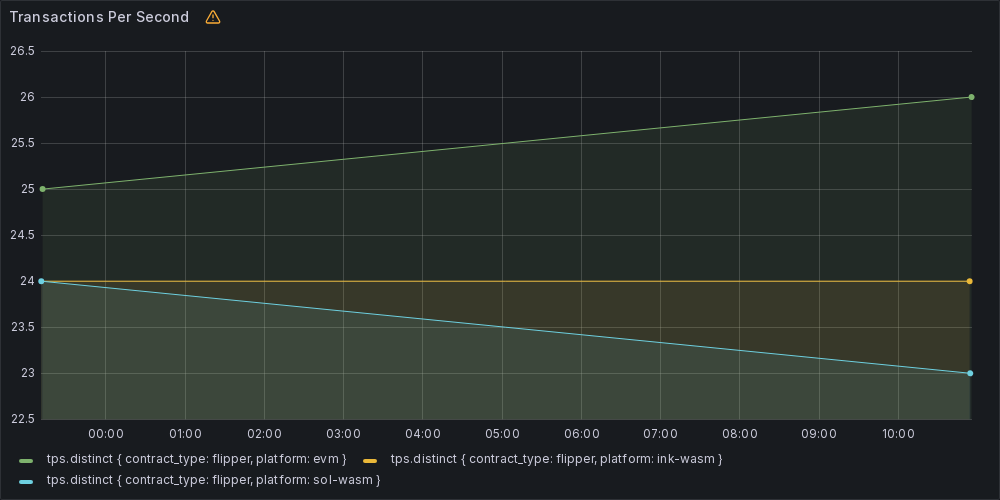 Transactions Per Second
26.5
26
25.5
25
24.5
24
23.5
23
22.5
00:00 01:00 02:00 03:00 04:00 05:00 06:00 07:00 08:00 09:00 10:00
tps.distinct { contract_type: flipper, platform: evm } tps.distinct { contract_type: flipper, platform: ink-wasm }
tps.distinct { contract_type: flipper, platform: sol-wasm }